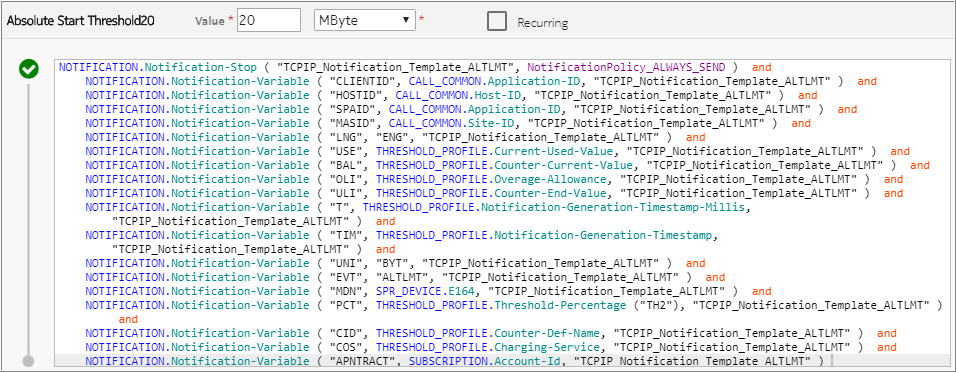 Absolute Start Threshold20 Value * 20 MByte * Recurring
NOTIFICATION.Notification-Stop ( "TCPIP_Notification_Template_ALTLMT", NotificationPolicy_ALWAYS_SEND ) and
NOTIFICATION.Notification-Variable ( "CLIENTID", CALL_COMMON.Application-ID, "TCPIP_Notification_Template_ALTLMT" ) and
NOTIFICATION.Notification-Variable ( "HOSTID", CALL_COMMON.Host-ID, "TCPIP_Notification_Template_ALTLMT" ) and
NOTIFICATION.Notification-Variable ( "SPAID", CALL_COMMON.Application-ID, "TCPIP_Notification_Template_ALTLMT" ) and
NOTIFICATION.Notification-Variable ( "MASID", CALL_COMMON.Site-ID, "TCPIP_Notification_Template_ALTLMT" ) and
NOTIFICATION.Notification-Variable ( "LNG", "ENG", "TCPIP_Notification_Template_ALTLMT" ) and
NOTIFICATION.Notification-Variable ( "USE", THRESHOLD_PROFILE.Current-Used-Value, "TCPIP_Notification_Template_ALTLMT" ) and
NOTIFICATION.Notification-Variable ( "BAL", THRESHOLD_PROFILE.Counter-Current-Value, "TCPIP_Notification_Template_ALTLMT" ) and
NOTIFICATION.Notification-Variable ( "OLI", THRESHOLD_PROFILE.Overage-Allowance, "TCPIP_Notification_Template_ALTLMT" ) and
NOTIFICATION.Notification-Variable ( "ULI", THRESHOLD_PROFILE.Counter-End-Value, "TCPIP_Notification_Template_ALTLMT" ) and
NOTIFICATION.Notification-Variable ( "T", THRESHOLD_PROFILE.Notification-Generation-Timestamp-Millis,
"TCPIP_Notification_Template_ALTLMT" ) and
NOTIFICATION.Notification-Variable ( "TIM", THRESHOLD_PROFILE.Notification-Generation-Timestamp,
"TCPIP_Notification_Template_ALTLMT" ) and
NOTIFICATION.Notification-Variable ( "UNI", "BYT", "TCPIP_Notification_Template_ALTLMT" ) and
NOTIFICATION.Notification-Variable ( "EVT", "ALTLMT", "TCPIP_Notification_Template_ALTLMT" ) and
NOTIFICATION.Notification-Variable ( "MDN", SPR_DEVICE.E164, "TCPIP_Notification_Template_ALTLMT" ) and
NOTIFICATION.Notification-Variable ( "PCT", THRESHOLD_PROFILE.Threshold-Percentage ("TH2"), "TCPIP_Notification_Template_ALTLMT" )
and
NOTIFICATION.Notification-Variable ( "CID", THRESHOLD_PROFILE.Counter-Def-Name, "TCPIP_Notification_Template_ALTLMT" ) and
NOTIFICATION.Notification-Variable ( "COS", THRESHOLD_PROFILE.Charging-Service, "TCPIP_Notification_Template_ALTLMT" ) and
NOTIFICATION.Notification-Variable ( "APNTRACT", SUBSCRIPTION.Account-Id, "TCPIP_Notification_Template_ALTLMT" )